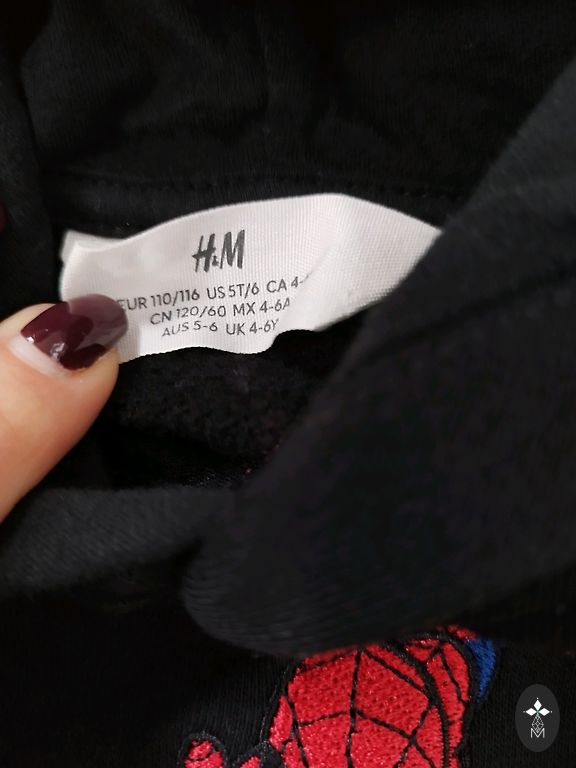 H&M
EUR 110/116 US 5T/6 CA 4-
CN 120/60 MX 4-6A
AUS 5-6 UK 4-6Y
M